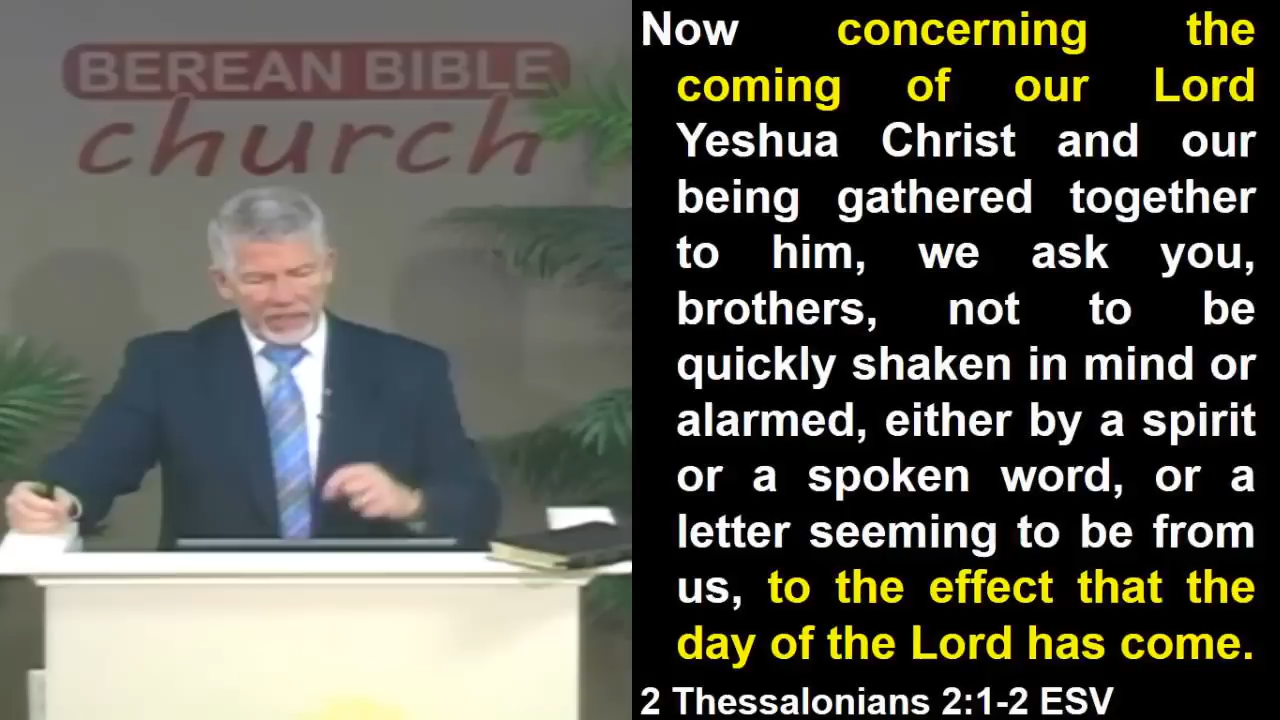 BEREAN BIBLE
church
Now concerning the
coming of our Lord
Yeshua Christ and our
being gathered together
to him, we ask you,
brothers, not to be
quickly shaken in mind or
alarmed, either by a spirit
or a spoken word, or a
letter seeming to be from
us, to the effect that the
day of the Lord has come.
2 Thessalonians 2:1-2 ESV